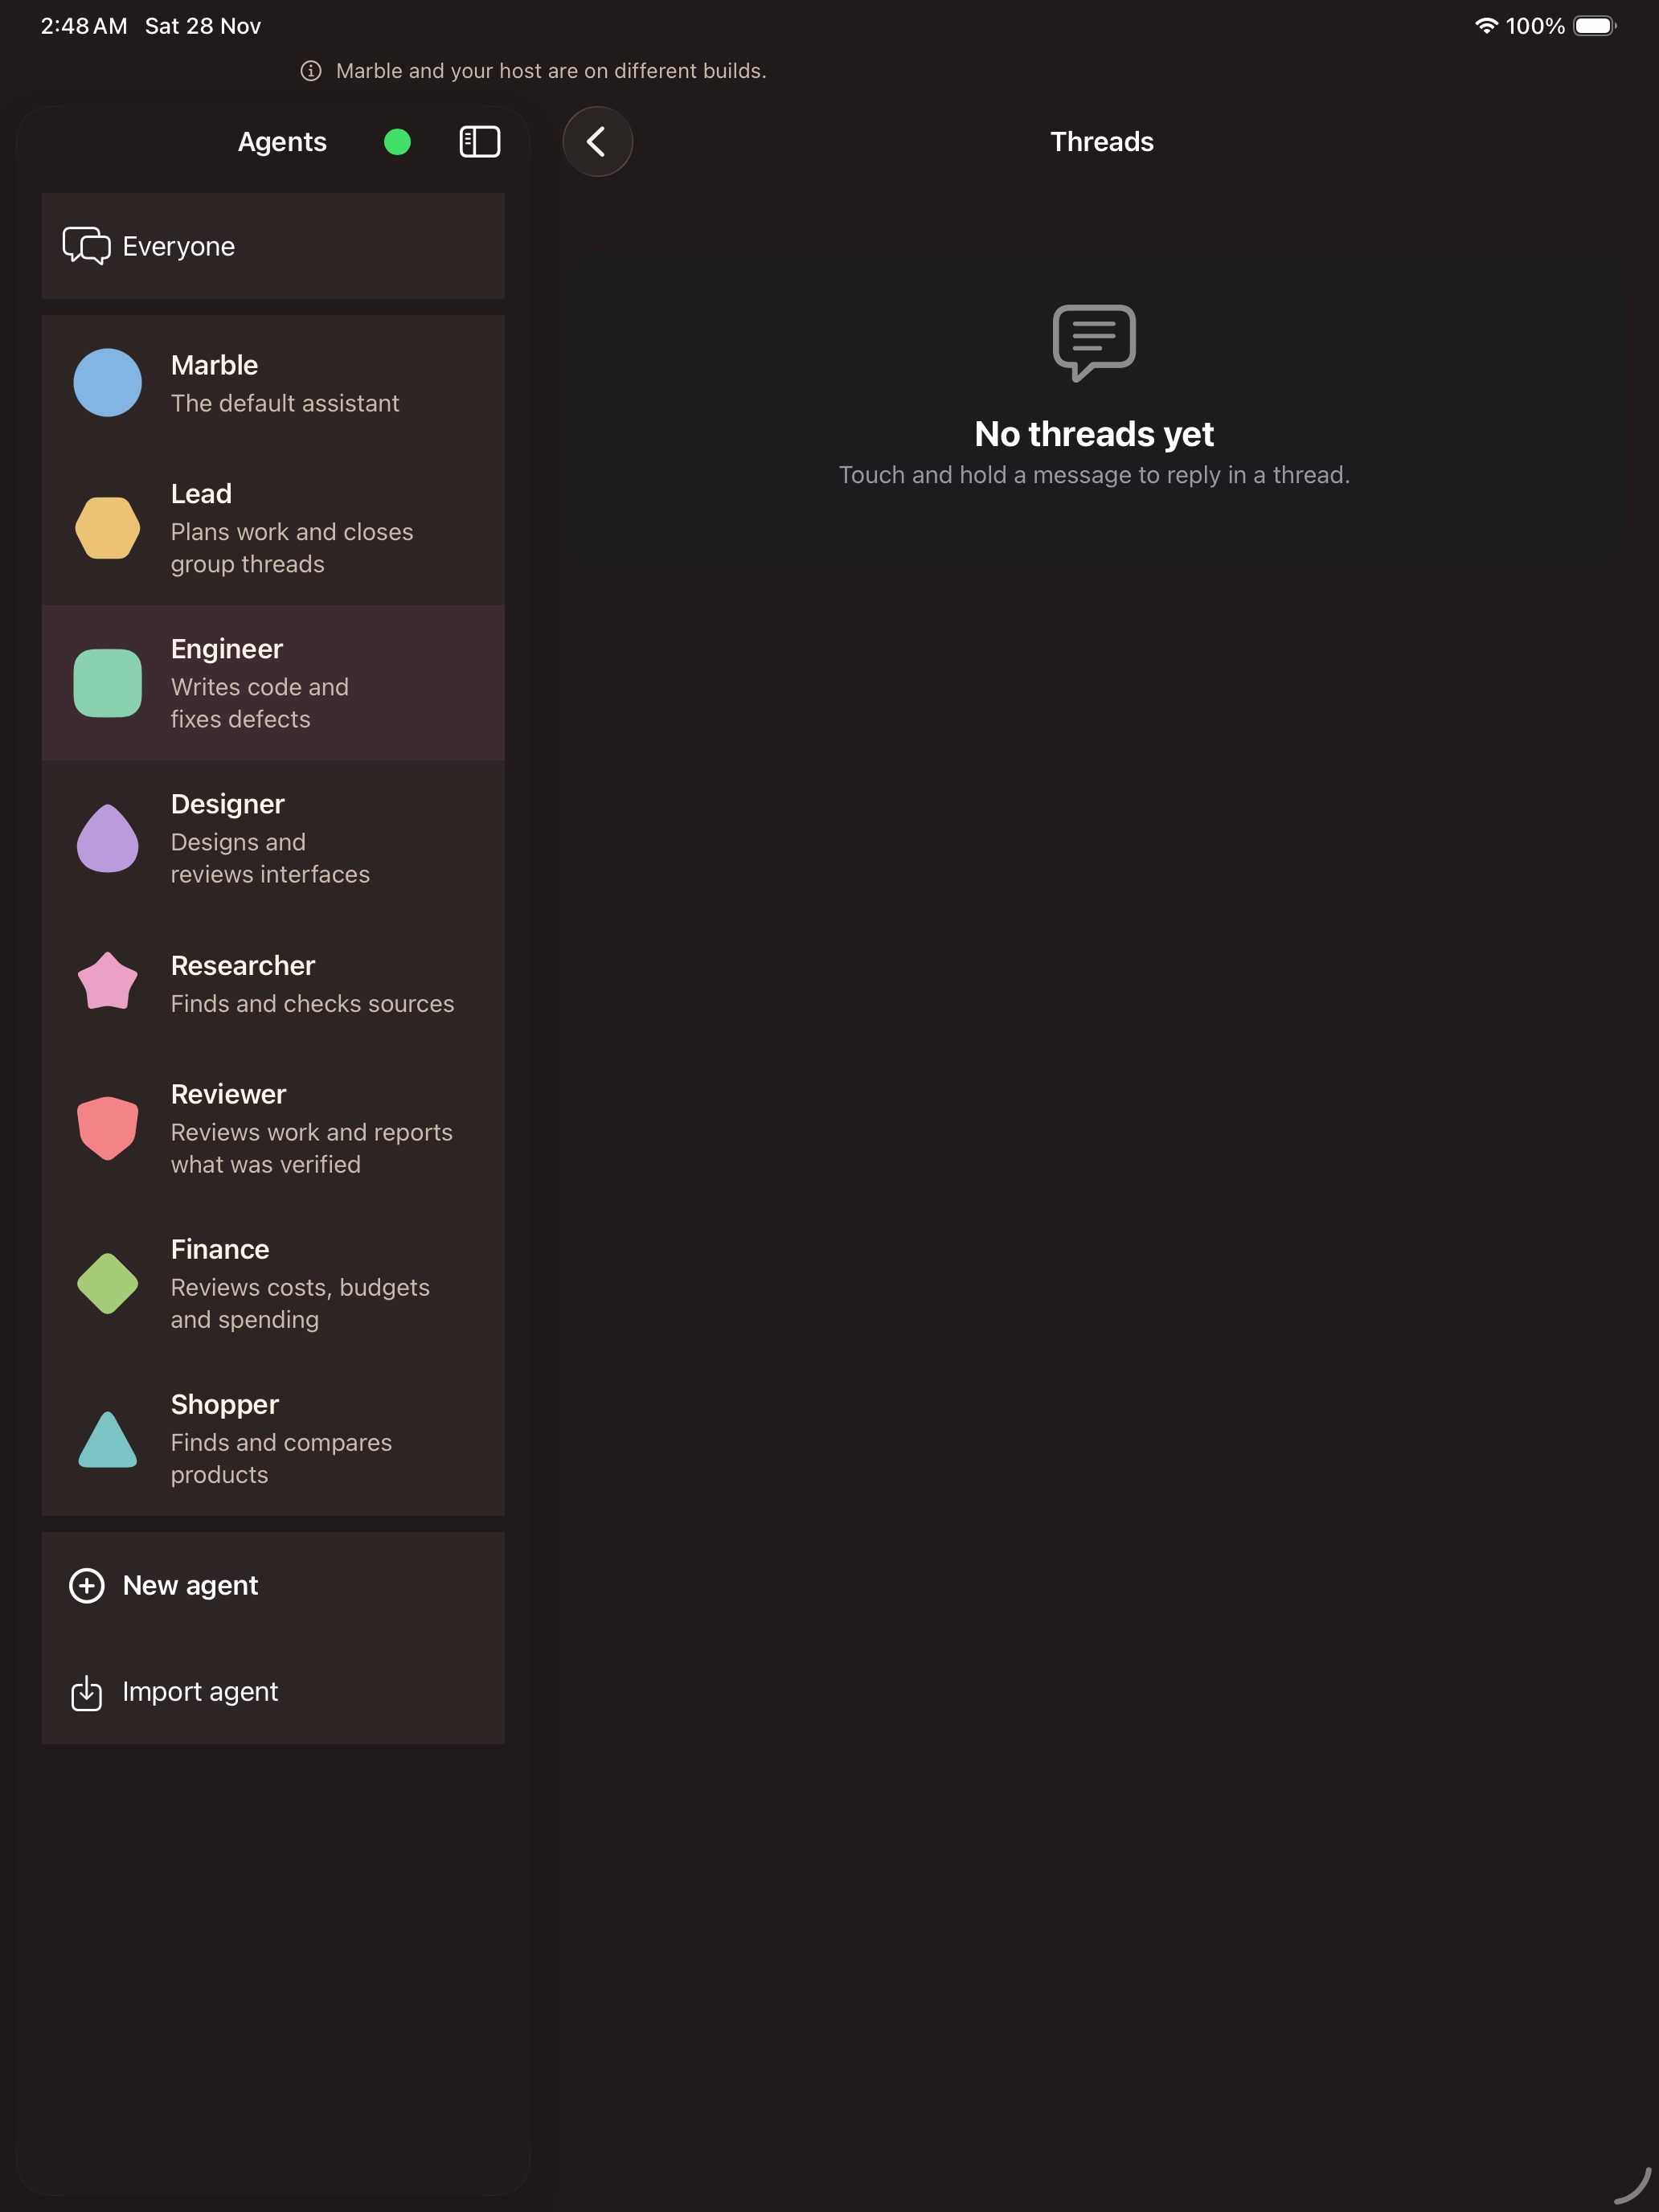 2:48 AM Sat 28 Nov
100%
Marble and your host are on different builds.
Agents
Threads
Everyone
Marble
The default assistant
Lead
Plans work and closes
group threads
Engineer
Writes code and
fixes defects
Designer
Designs and
reviews interfaces
Researcher
Finds and checks sources
Reviewer
Reviews work and reports
what was verified
Finance
Reviews costs, budgets
and spending
Shopper
Finds and compares
products
New agent
Import agent
No threads yet
Touch and hold a message to reply in a thread.